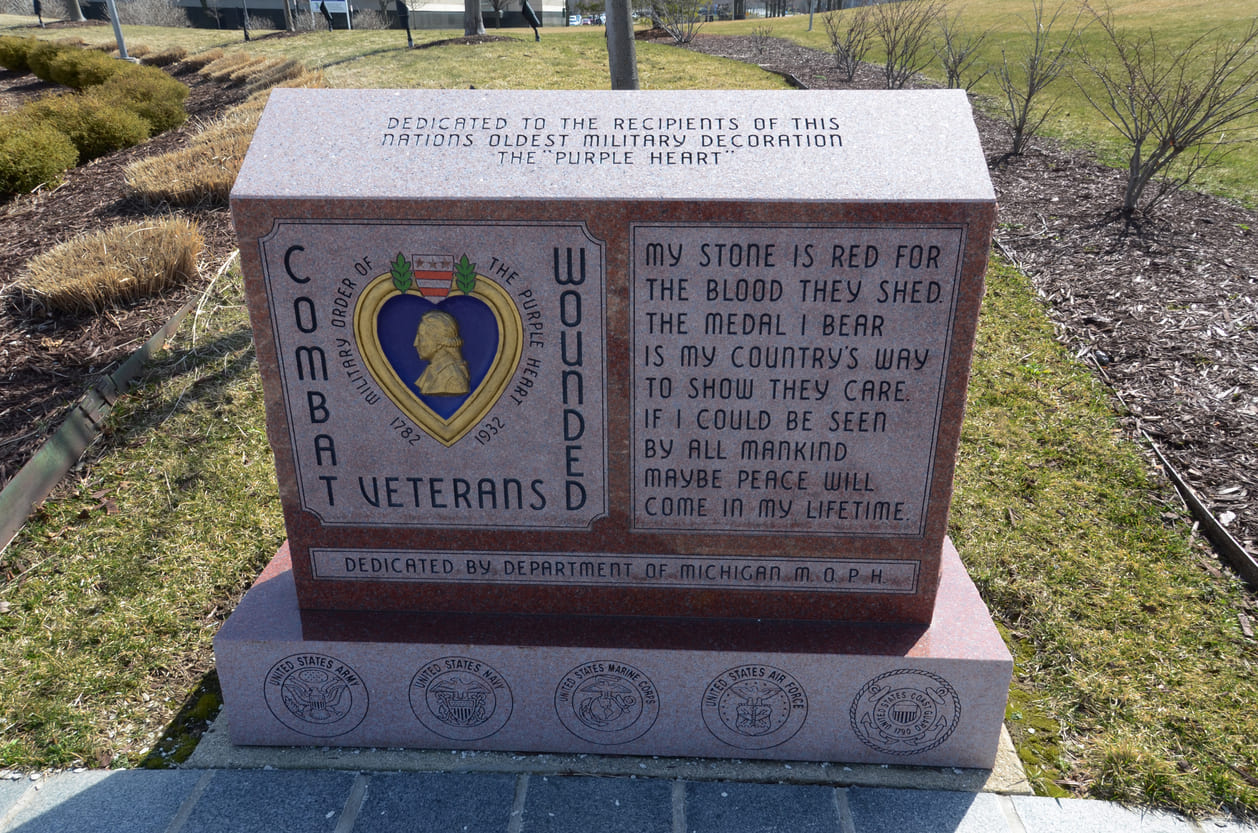 DEDICATED TO THE RECIPIENTS OF THIS
NATIONS OLDEST MILITARY DECORATION
THE "PURPLE HEART"
COMBAT
WOUNDED
VETERANS
MILITARY ORDER OF
THE PURPLE HEART
1782
1932
MY STONE IS RED FOR
THE BLOOD THEY SHED.
THE MEDAL I BEAR
IS MY COUNTRY'S WAY
TO SHOW THEY CARE.
IF I COULD BE SEEN
BY ALL MANKIND
MAYBE PEACE WILL
COME IN MY LIFETIME.
DEDICATED BY DEPARTMENT OF MICHIGAN M.O.P.H.
UNITED STATES ARMY
UNITED STATES NAVY
UNITED STATES MARINE CORPS
UNITED STATES AIR FORCE
UNITED STATES COAST GUARD
1790